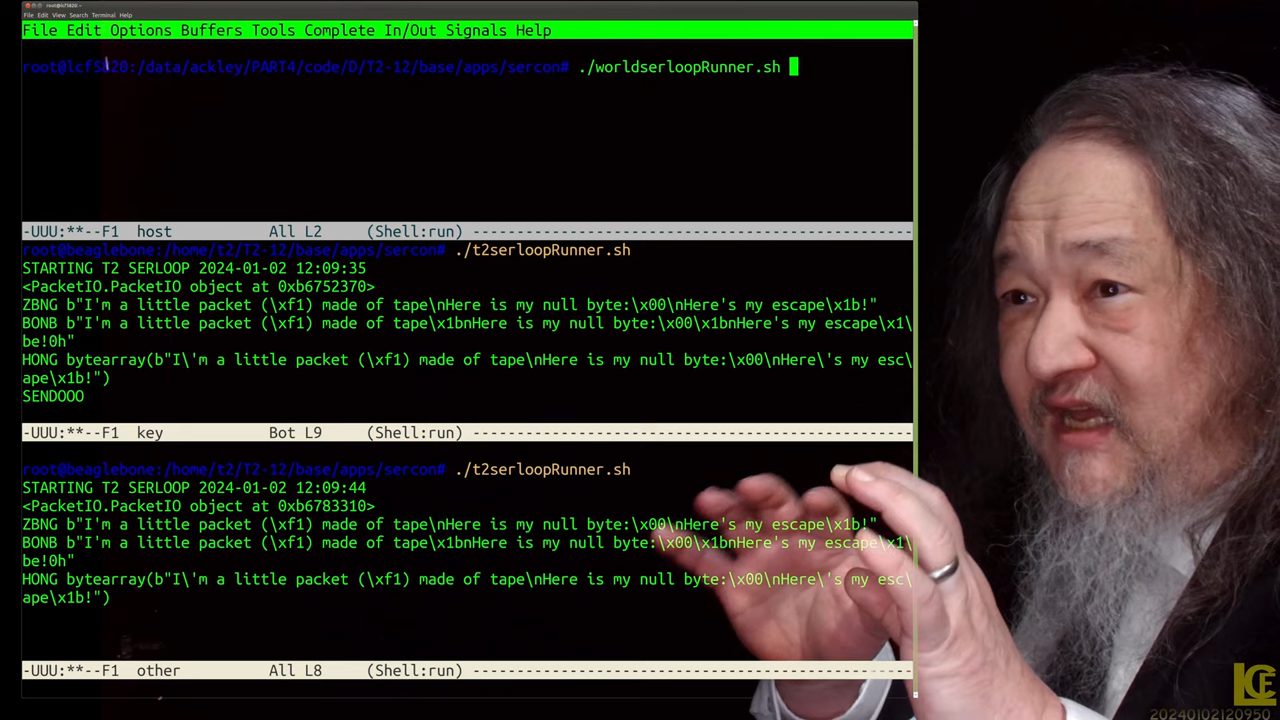 root@lcf5820: ~
File Edit View Search Terminal Help
File Edit Options Buffers Tools Complete In/Out Signals Help
root@lcf5820:/data/ackley/PART4/code/D/T2-12/base/apps/sercon# ./worldserloopRunner.sh
-UUU:**--F1 host All L2 (Shell:run) --------------------------------------------------
root@beaglebone:/home/t2/T2-12/base/apps/sercon# ./t2serloopRunner.sh
STARTING T2 SERLOOP 2024-01-02 12:09:35
<PacketIO.PacketIO object at 0xb6752370>
ZBNG b"I'm a little packet (\xf1) made of tape\nHere is my null byte:\x00\nHere's my escape\x1b!"
BONB b"I'm a little packet (\xf1) made of tape\x1bnHere is my null byte:\x00\x1bnHere's my escape\x1\
be!0h"
HONG bytearray(b"I\'m a little packet (\xf1) made of tape\nHere is my null byte:\x00\nHere\'s my esc\
ape\x1b!")
SENDOOO
-UUU:**--F1 key Bot L9 (Shell:run) --------------------------------------------------
root@beaglebone:/home/t2/T2-12/base/apps/sercon# ./t2serloopRunner.sh
STARTING T2 SERLOOP 2024-01-02 12:09:44
<PacketIO.PacketIO object at 0xb6783310>
ZBNG b"I'm a little packet (\xf1) made of tape\nHere is my null byte:\x00\nHere's my escape\x1b!"
BONB b"I'm a little packet (\xf1) made of tape\x1bnHere is my null byte:\x00\x1bnHere's my escape\x1\
be!0h"
HONG bytearray(b"I\'m a little packet (\xf1) made of tape\nHere is my null byte:\x00\nHere\'s my esc\
ape\x1b!")
-UUU:**--F1 other All L8 (Shell:run) --------------------------------------------------
LCF
20240102120950